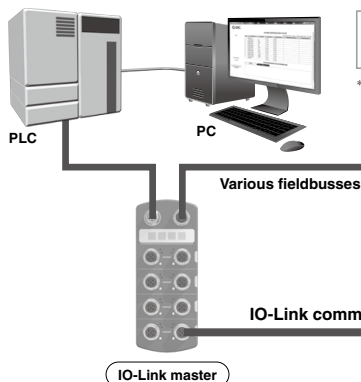 PLC
PC
*
Various fieldbusses
IO-Link comm
IO-Link master